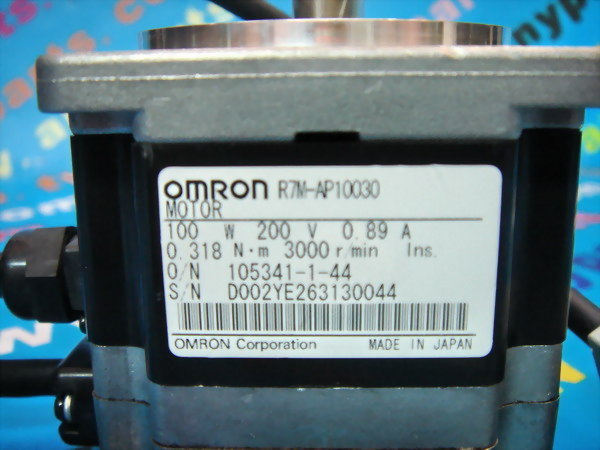 OMRON R7M-AP10030
MOTOR
100 W 200 V 0.89 A
0.318 N·m 3000 r/min Ins.
O/N 105341-1-44
S/N D002YE263130044
OMRON Corporation MADE IN JAPAN